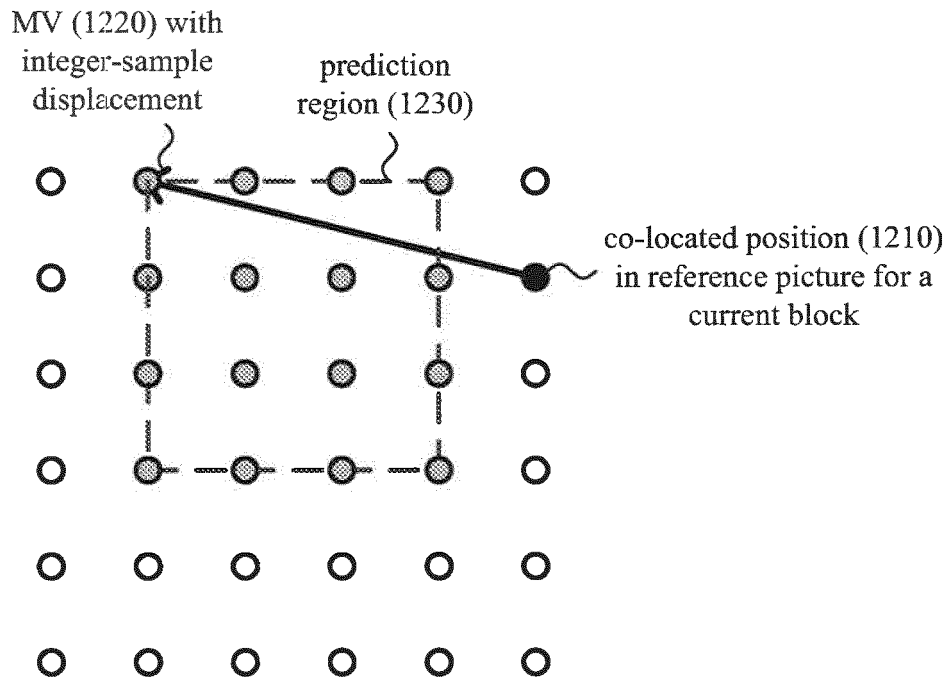 MV (1220) with
integer-sample
displacement
prediction
region (1230)
co-located position (1210)
in reference picture for a
current block